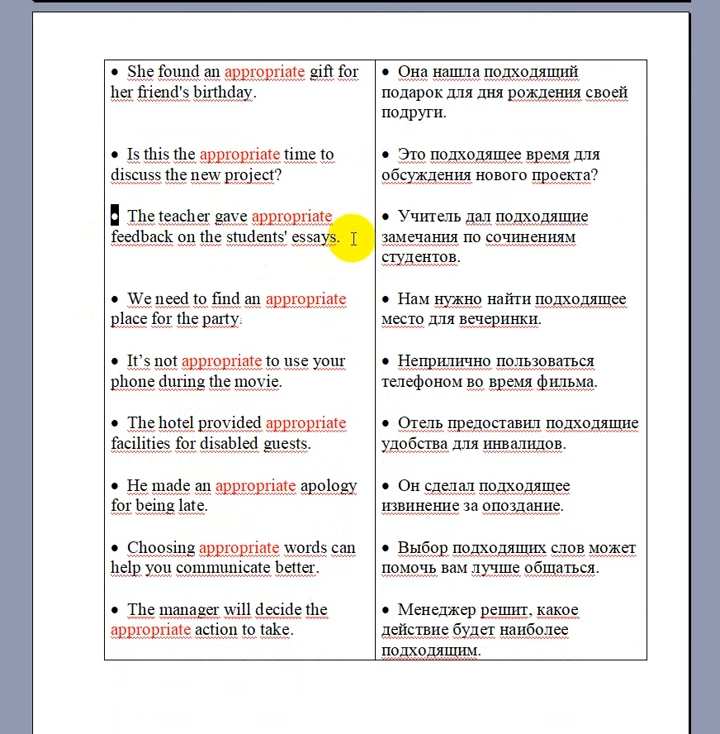 • She found an appropriate gift for
her friend's birthday.
• Is this the appropriate time to
discuss the new project?
• The teacher gave appropriate
feedback on the students' essays.
• We need to find an appropriate
place for the party.
• It’s not appropriate to use your
phone during the movie.
• The hotel provided appropriate
facilities for disabled guests.
• He made an appropriate apology
for being late.
• Choosing appropriate words can
help you communicate better.
• The manager will decide the
appropriate action to take.
• Она нашла подходящий
подарок для дня рождения своей
подруги.
• Это подходящее время для
обсуждения нового проекта?
• Учитель дал подходящие
замечания по сочинениям
студентов.
• Нам нужно найти подходящее
место для вечеринки.
• Неприлично пользоваться
телефоном во время фильма.
• Отель предоставил подходящие
удобства для инвалидов.
• Он сделал подходящее
извинение за опоздание.
• Выбор подходящих слов может
помочь вам лучше общаться.
• Менеджер решит, какое
действие будет наиболее
подходящим.